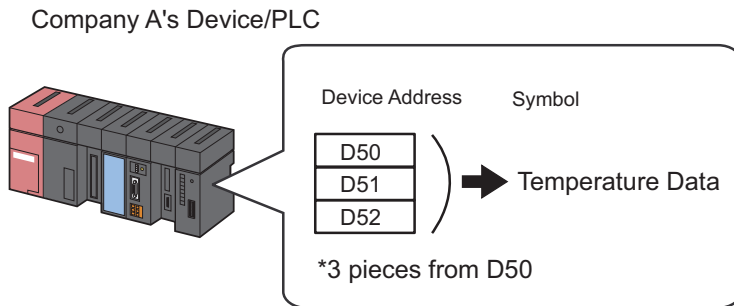 Company A's Device/PLC
Device Address Symbol
D50
D51
D52
Temperature Data
*3 pieces from D50